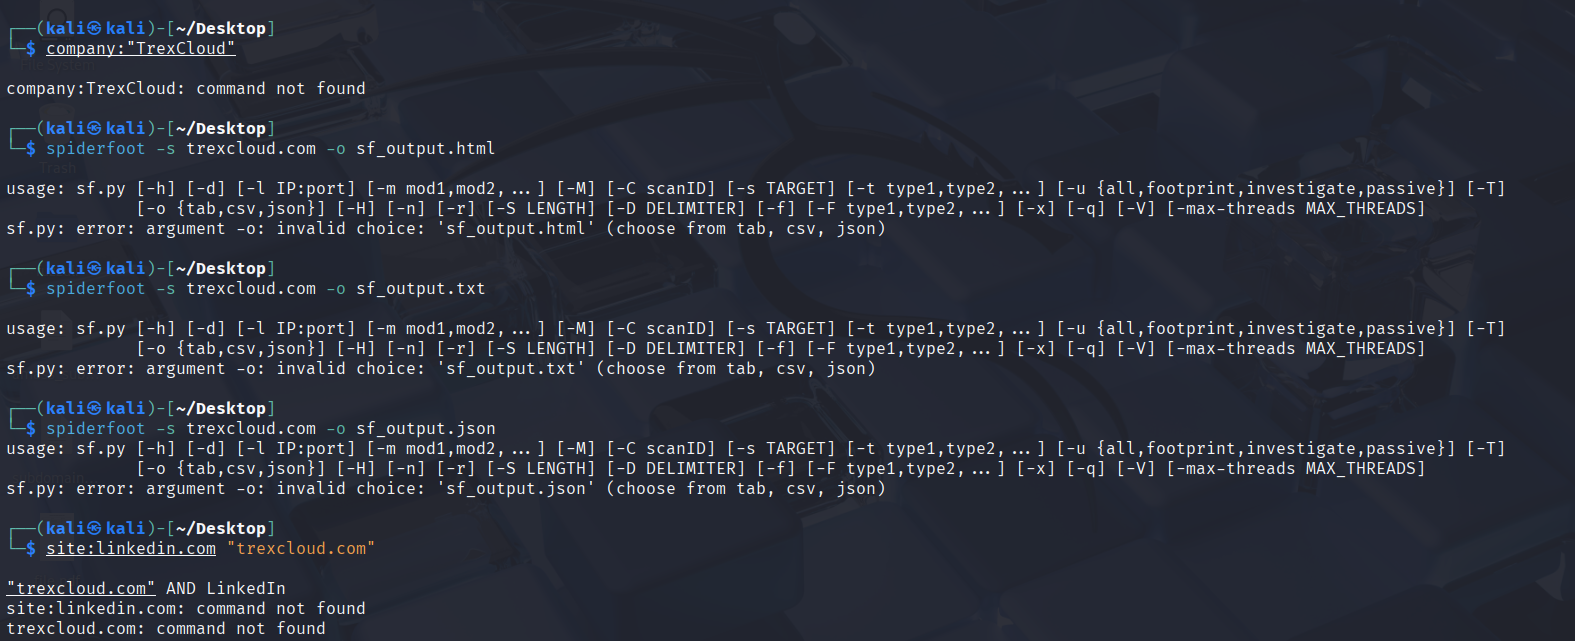 ┌──(kali㉿kali)-[~/Desktop]
└─$ company:"TrexCloud"
company:TrexCloud: command not found
┌──(kali㉿kali)-[~/Desktop]
└─$ spiderfoot -s trexcloud.com -o sf_output.html
usage: sf.py [-h] [-d] [-l IP:port] [-m mod1,mod2,...] [-M] [-C scanID] [-s TARGET] [-t type1,type2,...] [-u {all,footprint,investigate,passive}] [-T]
[-o {tab,csv,json}] [-H] [-n] [-r] [-S LENGTH] [-D DELIMITER] [-f] [-F type1,type2,...] [-x] [-q] [-V] [-max-threads MAX_THREADS]
sf.py: error: argument -o: invalid choice: 'sf_output.html' (choose from tab, csv, json)
┌──(kali㉿kali)-[~/Desktop]
└─$ spiderfoot -s trexcloud.com -o sf_output.txt
usage: sf.py [-h] [-d] [-l IP:port] [-m mod1,mod2,...] [-M] [-C scanID] [-s TARGET] [-t type1,type2,...] [-u {all,footprint,investigate,passive}] [-T]
[-o {tab,csv,json}] [-H] [-n] [-r] [-S LENGTH] [-D DELIMITER] [-f] [-F type1,type2,...] [-x] [-q] [-V] [-max-threads MAX_THREADS]
sf.py: error: argument -o: invalid choice: 'sf_output.txt' (choose from tab, csv, json)
┌──(kali㉿kali)-[~/Desktop]
└─$ spiderfoot -s trexcloud.com -o sf_output.json
usage: sf.py [-h] [-d] [-l IP:port] [-m mod1,mod2,...] [-M] [-C scanID] [-s TARGET] [-t type1,type2,...] [-u {all,footprint,investigate,passive}] [-T]
[-o {tab,csv,json}] [-H] [-n] [-r] [-S LENGTH] [-D DELIMITER] [-f] [-F type1,type2,...] [-x] [-q] [-V] [-max-threads MAX_THREADS]
sf.py: error: argument -o: invalid choice: 'sf_output.json' (choose from tab, csv, json)
┌──(kali㉿kali)-[~/Desktop]
└─$ site:linkedin.com "trexcloud.com"
"trexcloud.com" AND LinkedIn
site:linkedin.com: command not found
trexcloud.com: command not found